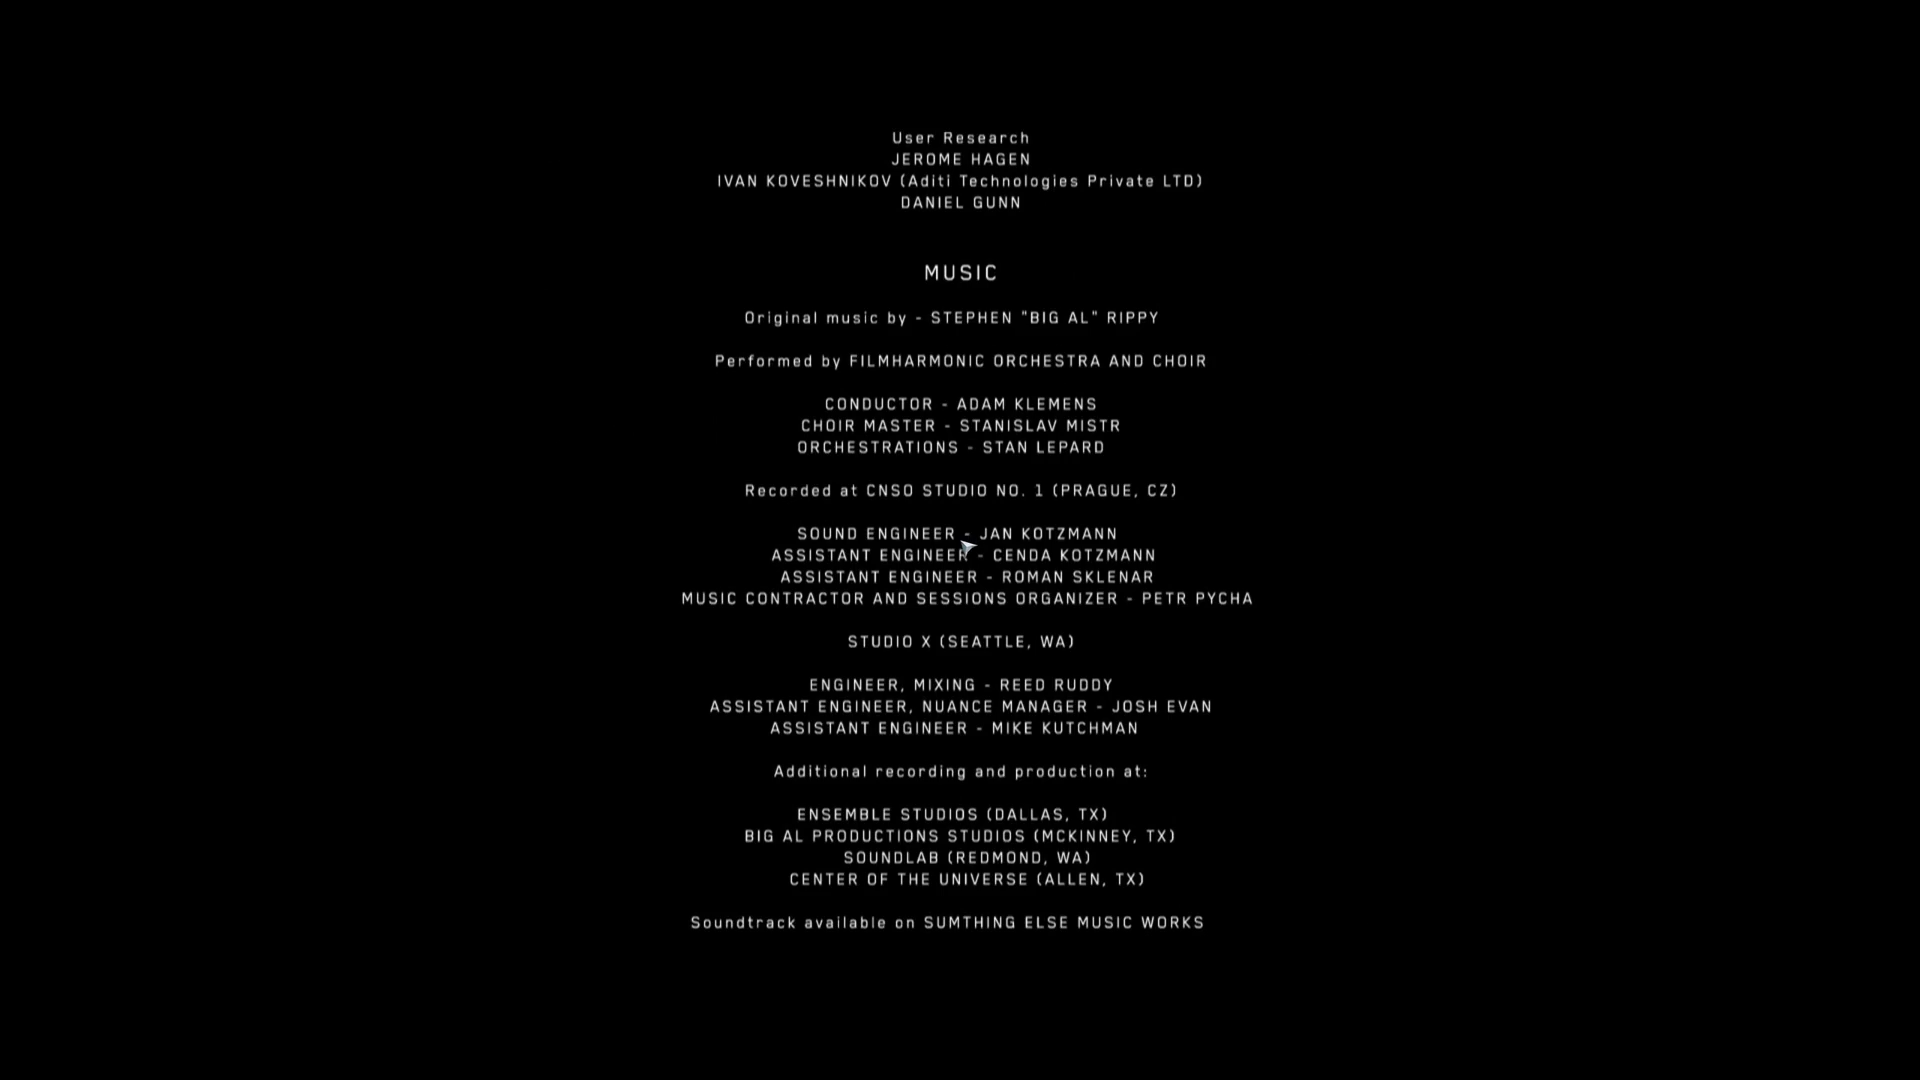 User Research
JEROME HAGEN
IVAN KOVESHNIKOV (Aditi Technologies Private LTD)
DANIEL GUNN
MUSIC
Original music by - STEPHEN "BIG AL" RIPPY
Performed by FILMHARMONIC ORCHESTRA AND CHOIR
CONDUCTOR - ADAM KLEMENS
CHOIR MASTER - STANISLAV MISTR
ORCHESTRATIONS - STAN LEPARD
Recorded at CNSO STUDIO NO. 1 (PRAGUE, CZ)
SOUND ENGINEER - JAN KOTZMANN
ASSISTANT ENGINEER - CENDA KOTZMANN
ASSISTANT ENGINEER - ROMAN SKLENAR
MUSIC CONTRACTOR AND SESSIONS ORGANIZER - PETR PYCHA
STUDIO X (SEATTLE, WA)
ENGINEER, MIXING - REED RUDDY
ASSISTANT ENGINEER, NUANCE MANAGER - JOSH EVAN
ASSISTANT ENGINEER - MIKE KUTCHMAN
Additional recording and production at:
ENSEMBLE STUDIOS (DALLAS, TX)
BIG AL PRODUCTIONS STUDIOS (MCKINNEY, TX)
SOUNDLAB (REDMOND, WA)
CENTER OF THE UNIVERSE (ALLEN, TX)
Soundtrack available on SUMTHING ELSE MUSIC WORKS